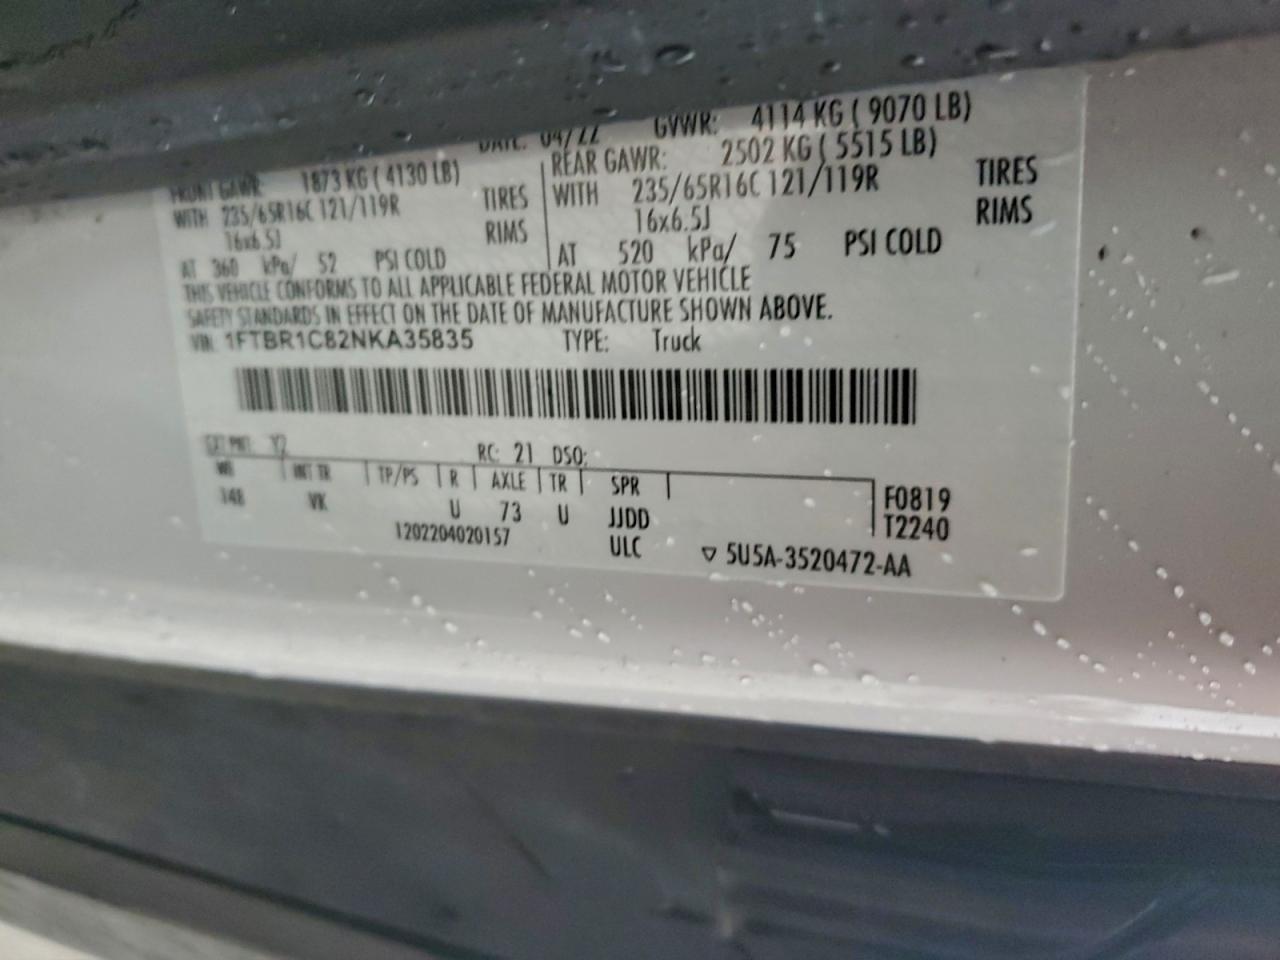 DATE: 04/22 GVWR: 4114 KG ( 9070 LB)
FRONT GAWR: 1873 KG ( 4130 LB) REAR GAWR: 2502 KG ( 5515 LB)
WITH 235/65R16C 121/119R TIRES WITH 235/65R16C 121/119R TIRES
16x6.5J RIMS 16x6.5J RIMS
AT 360 kPa/ 52 PSI COLD AT 520 kPa/ 75 PSI COLD
THIS VEHICLE CONFORMS TO ALL APPLICABLE FEDERAL MOTOR VEHICLE
SAFETY STANDARDS IN EFFECT ON THE DATE OF MANUFACTURE SHOWN ABOVE.
VIN: 1FTBR1C82NKA35835 TYPE: Truck
EXT PNT: YZ RC: 21 DSO:
WB INT TR TP/PS R AXLE TR SPR F0819
148 VK U 73 U JJDD T2240
1202204020157 ULC ▽ 5U5A-3520472-AA